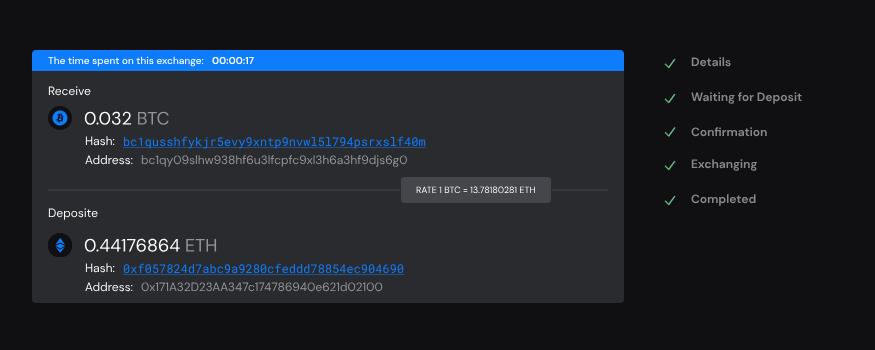 The time spent on this exchange: 00:00:17
Receive
0.032 BTC
Hash: bc1qusshfykjr5evy9xntp9nvwl5l794psrxslf40m
Address: bc1qy09slhw938hf6u3lfcpfc9xl3h6a3hf9djs6g0
RATE 1 BTC = 13.78180281 ETH
Deposite
0.44176864 ETH
Hash: 0xf057824d7abc9a9280cfeddd78854ec904690
Address: 0x171A32D23AA347c174786940e621d02100
Details
Waiting for Deposit
Confirmation
Exchanging
Completed